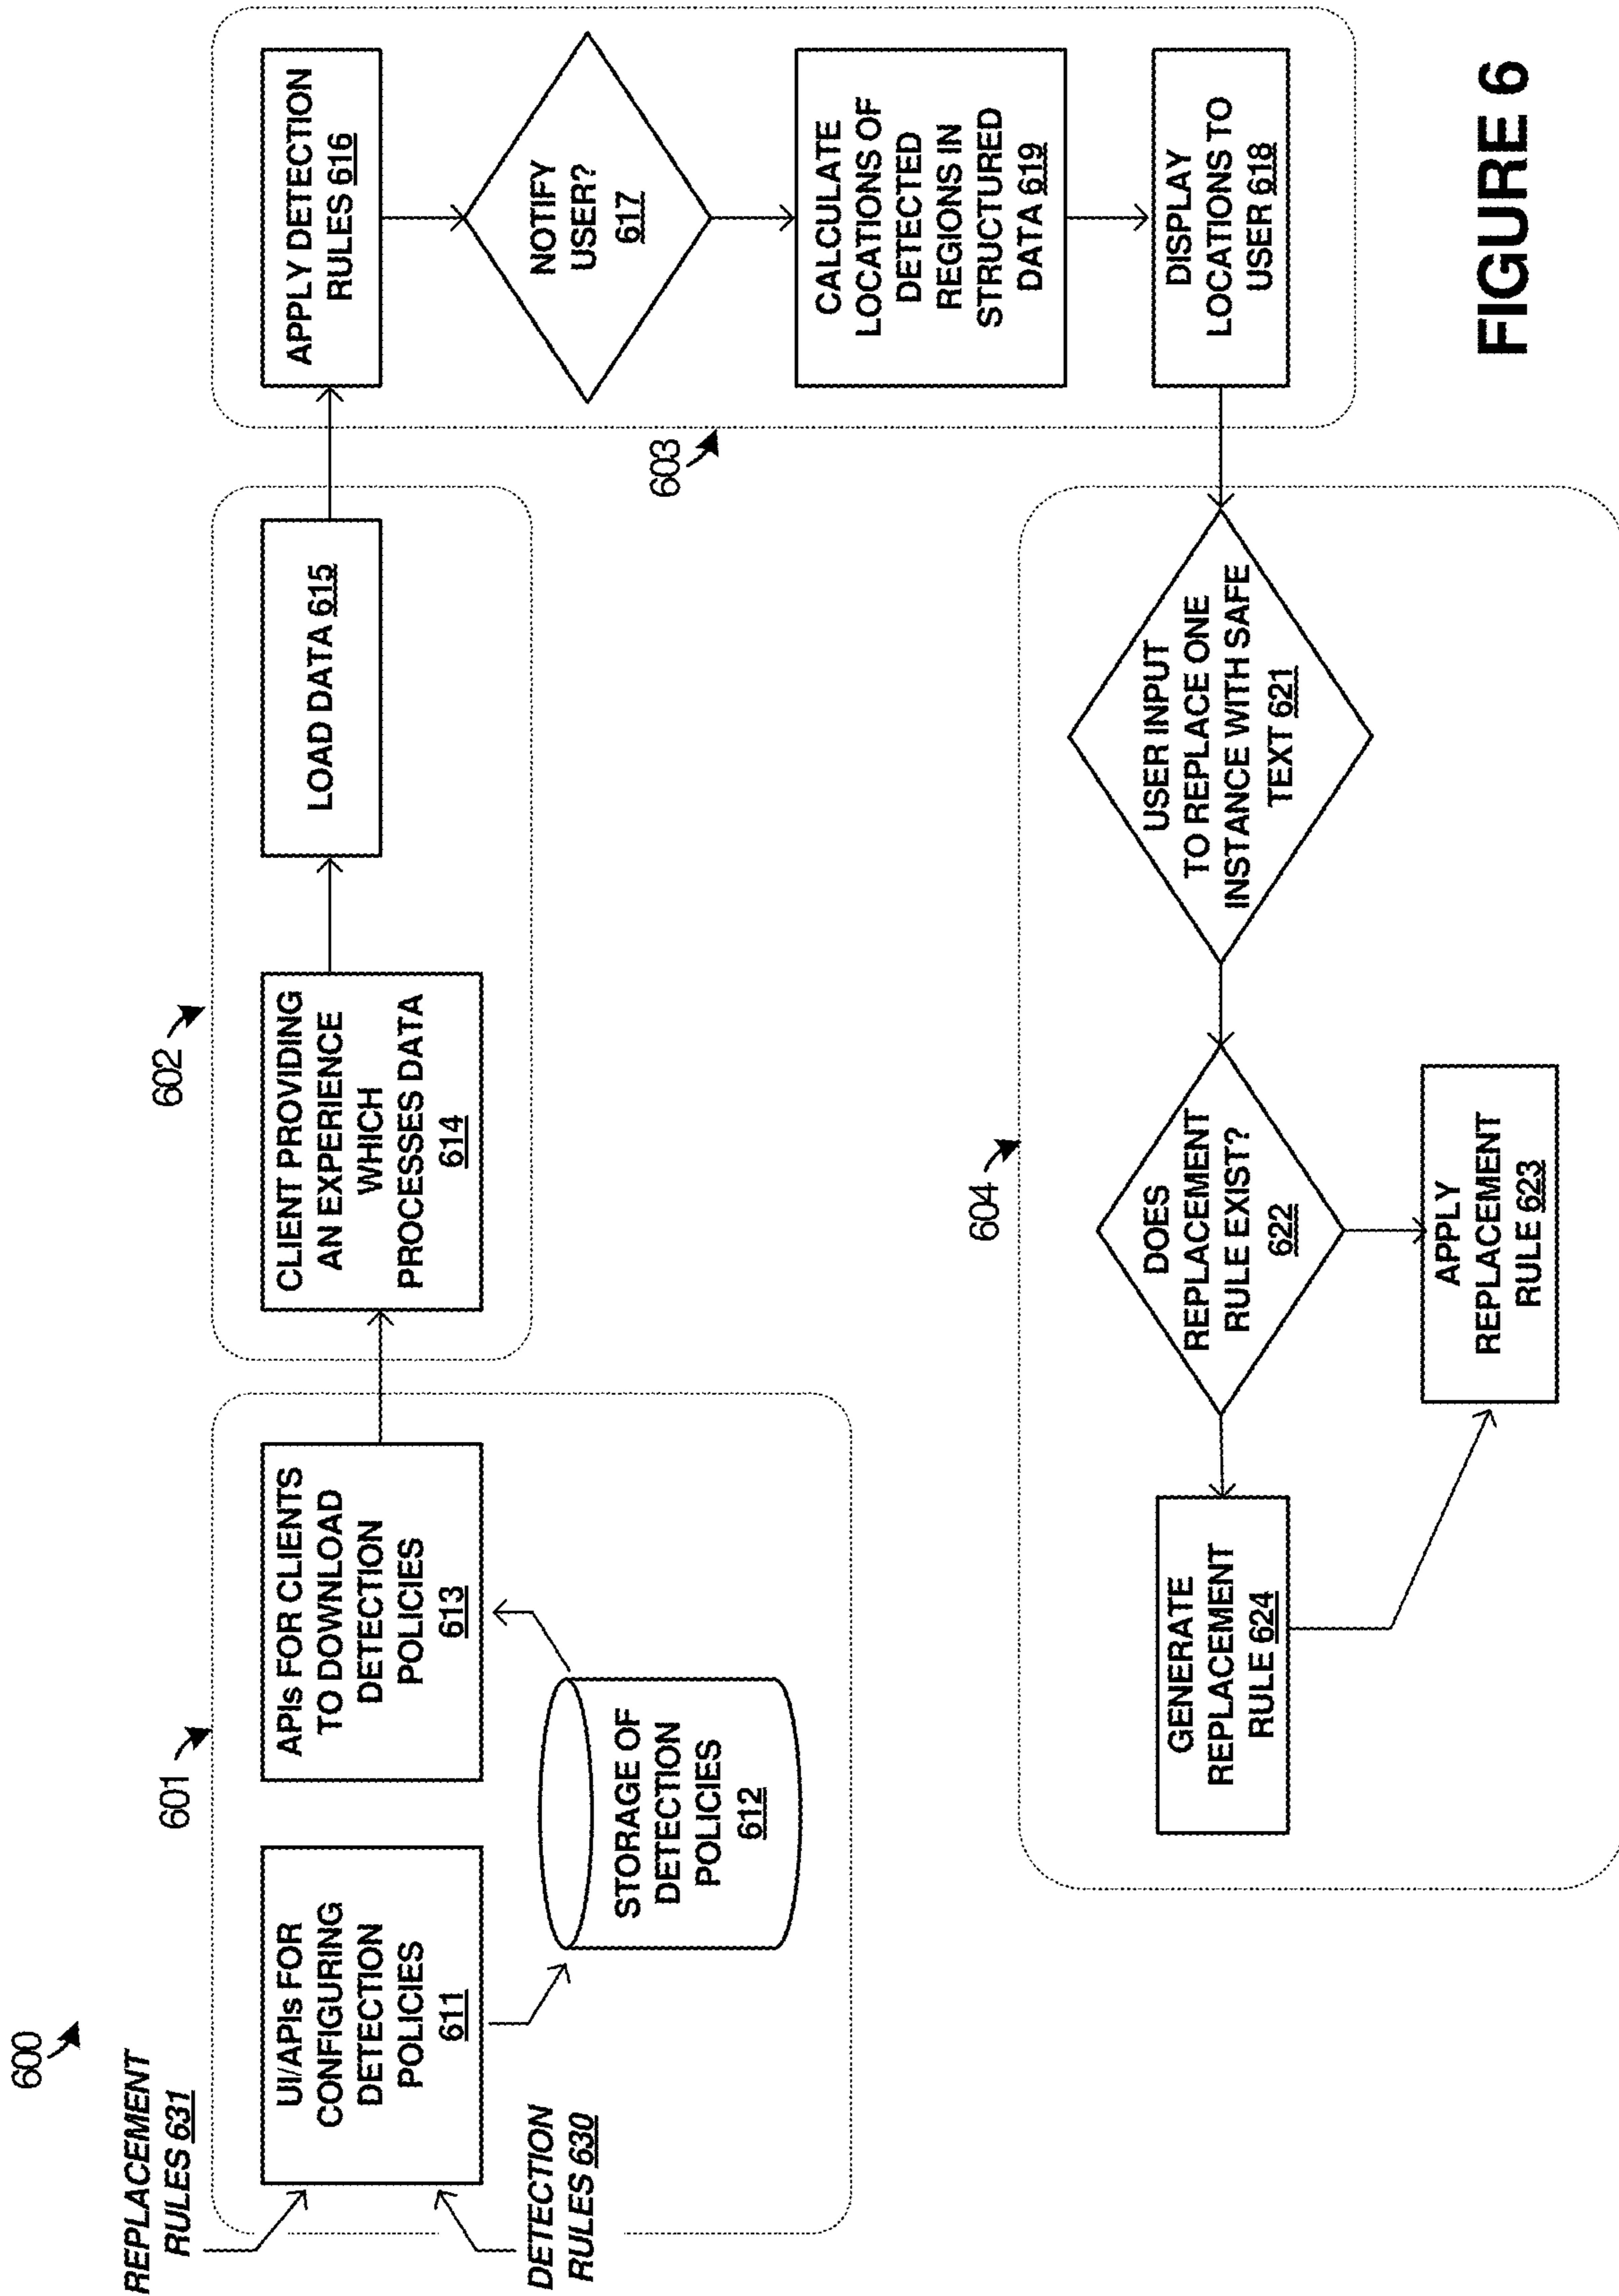 600
REPLACEMENT
RULES 631
DETECTION
RULES 630
601
UI/APIs FOR
CONFIGURING
DETECTION
POLICIES
611
STORAGE OF
DETECTION
POLICIES
612
APIs FOR CLIENTS
TO DOWNLOAD
DETECTION
POLICIES
613
602
CLIENT PROVIDING
AN EXPERIENCE
WHICH
PROCESSES DATA
614
LOAD DATA 615
603
APPLY DETECTION
RULES 616
NOTIFY
USER?
617
CALCULATE
LOCATIONS OF
DETECTED
REGIONS IN
STRUCTURED
DATA 619
DISPLAY
LOCATIONS TO
USER 618
604
USER INPUT
TO REPLACE ONE
INSTANCE WITH SAFE
TEXT 621
DOES
REPLACEMENT
RULE EXIST?
622
APPLY
REPLACEMENT
RULE 623
GENERATE
REPLACEMENT
RULE 624
FIGURE 6